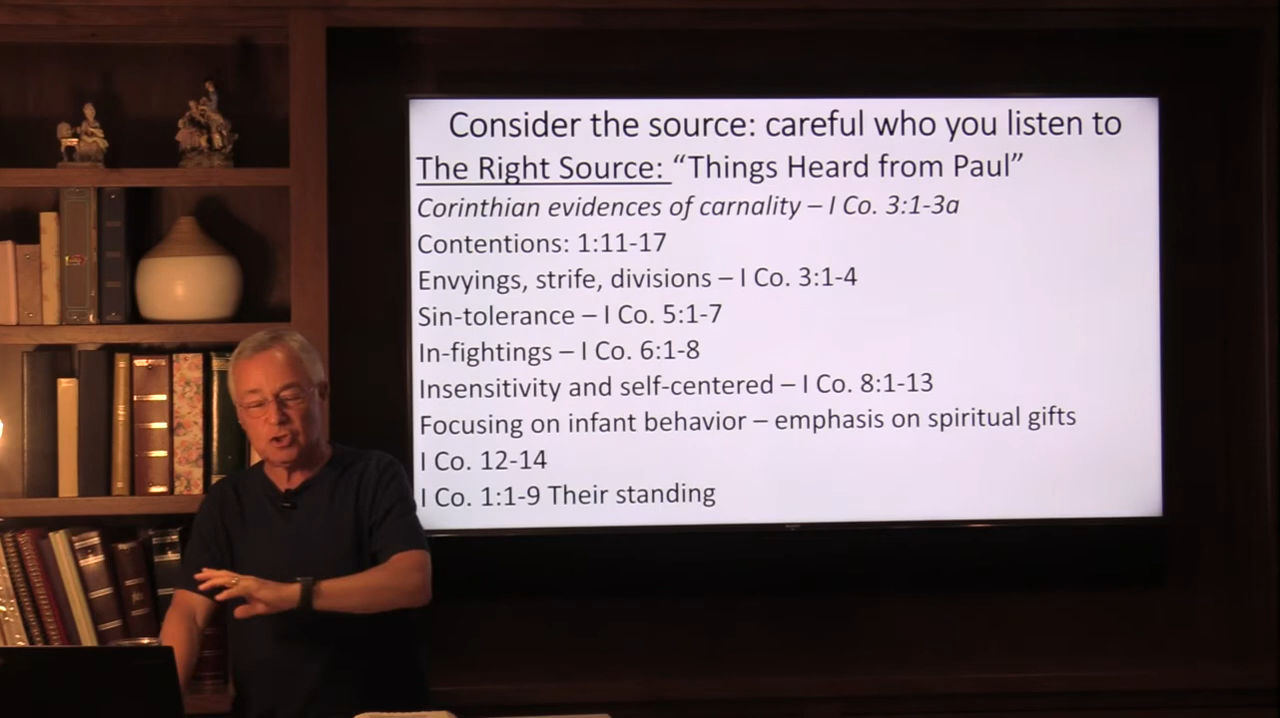 Consider the source: careful who you listen to
The Right Source: “Things Heard from Paul”
Corinthian evidences of carnality – I Co. 3:1-3a
Contentions: 1:11-17
Envyings, strife, divisions – I Co. 3:1-4
Sin-tolerance – I Co. 5:1-7
In-fightings – I Co. 6:1-8
Insensitivity and self-centered – I Co. 8:1-13
Focusing on infant behavior – emphasis on spiritual gifts
I Co. 12-14
I Co. 1:1-9 Their standing